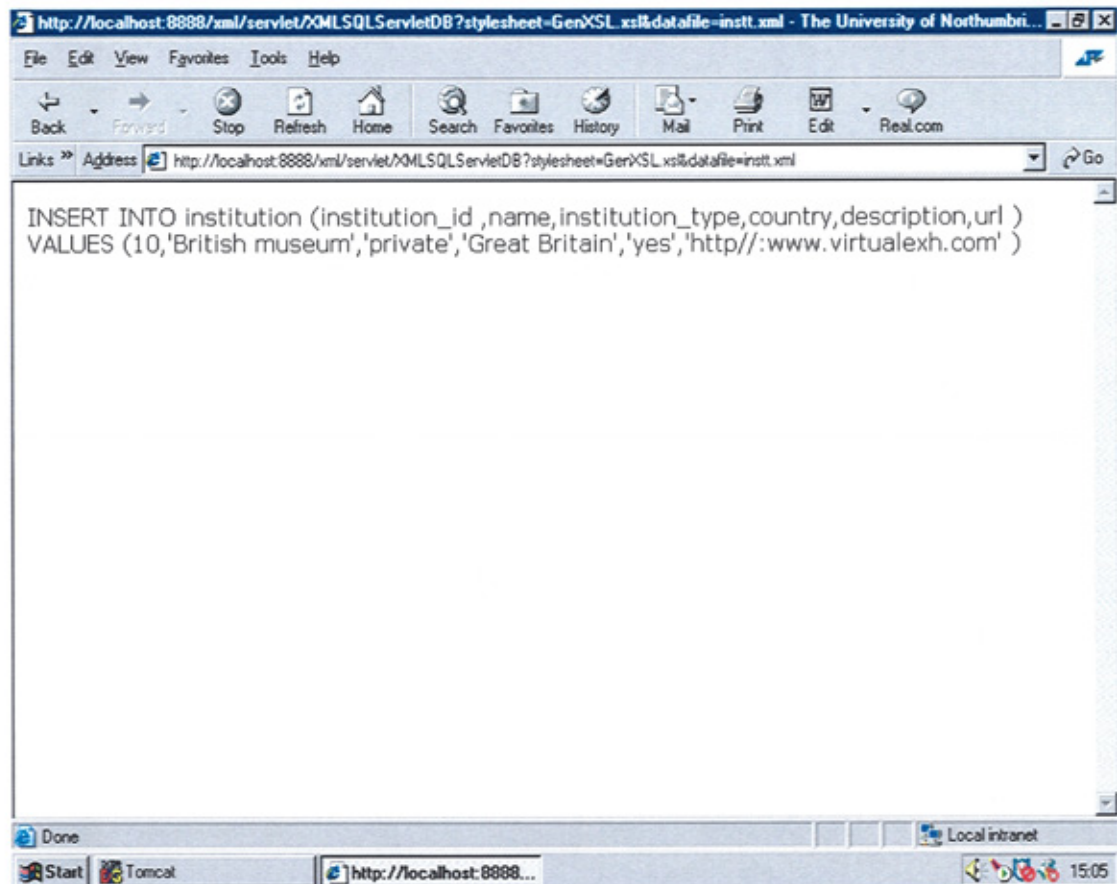 http://localhost:8888/xml/servlet/XMLSQLServletDB?stylesheet=GenXSL.xsl&datafile=instt.xml - The University of Northumbri...
File Edit View Favorites Tools Help
Back Forward Stop Refresh Home Search Favorites History Mail Print Edit Real.com
Links » Address http://localhost:8888/xml/servlet/XMLSQLServletDB?stylesheet=GenXSL.xsl&datafile=instt.xml Go
INSERT INTO institution (institution_id ,name,institution_type,country,description,url )
VALUES (10,'British museum','private','Great Britain','yes','http//:www.virtualexh.com' )
Done Local intranet
Start Tomcat http://localhost:8888... 15:05